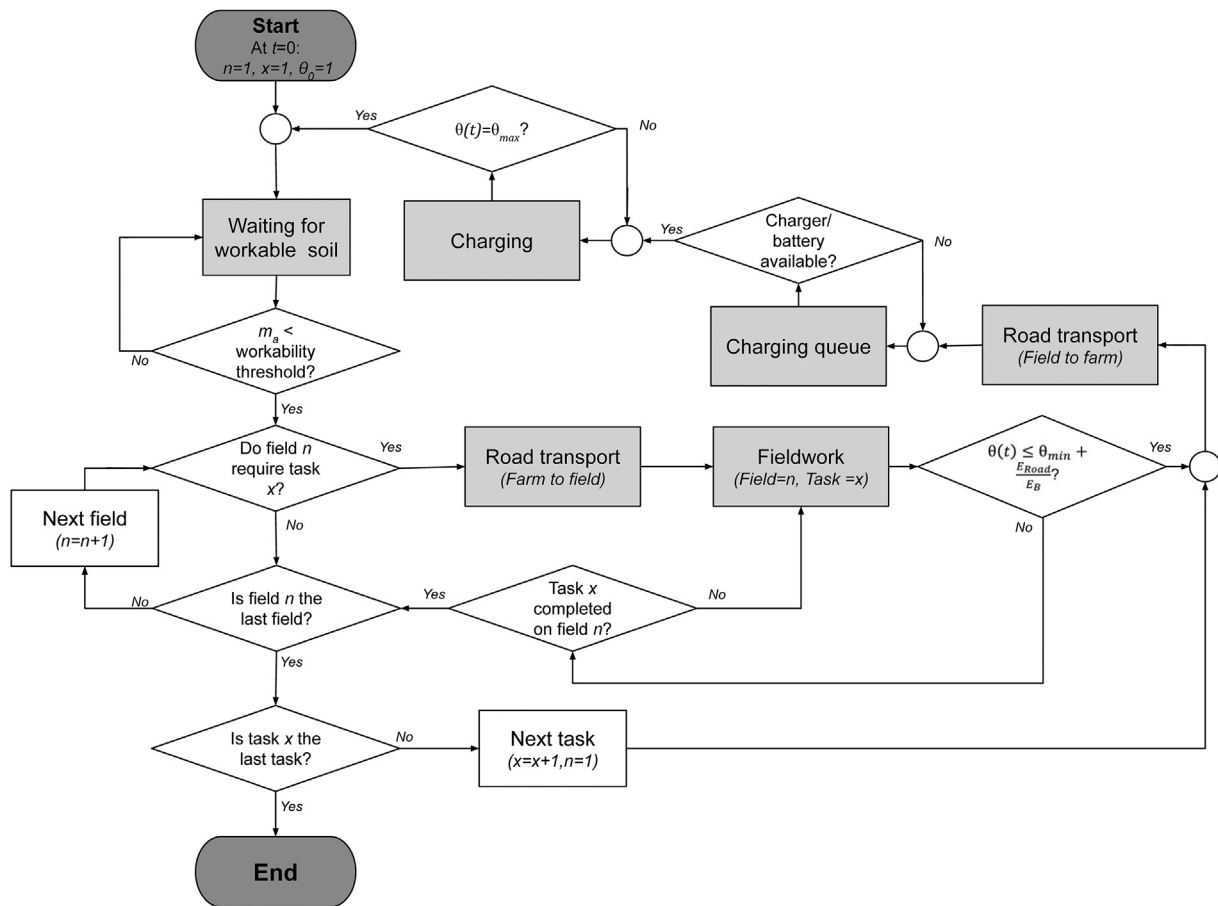 Start
At t=0:
n=1, x=1, θ₀=1
Yes
θ(t)=θmax?
No
Waiting for
workable soil
Charging
Yes
Charger/
battery
available?
No
mₐ <
workability
threshold?
No
Yes
Charging queue
Road transport
(Field to farm)
Do field n
require task
x?
Yes
No
Road transport
(Farm to field)
Fieldwork
(Field=n, Task =x)
θ(t) ≤ θmin +
E_Road
E_B
?
Yes
No
Next field
(n=n+1)
No
Is field n the
last field?
Yes
Yes
Task x
completed
on field n?
No
Is task x the
last task?
No
Yes
Next task
(x=x+1,n=1)
End